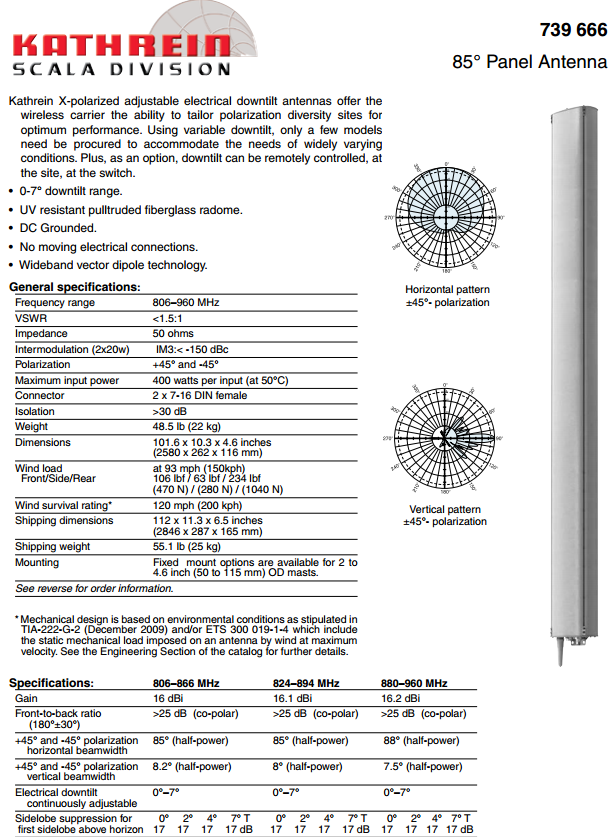 KATHREIN
SCALA DIVISION
739 666
85° Panel Antenna
Kathrein X-polarized adjustable electrical downtilt antennas offer the
wireless carrier the ability to tailor polarization diversity sites for
optimum performance. Using variable downtilt, only a few models
need be procured to accommodate the needs of widely varying
conditions. Plus, as an option, downtilt can be remotely controlled, at
the site, at the switch.
• 0-7° downtilt range.
• UV resistant pulltruded fiberglass radome.
• DC Grounded.
• No moving electrical connections.
• Wideband vector dipole technology.
Horizontal pattern
±45°- polarization
Vertical pattern
±45°- polarization
General specifications:
Frequency range 806–960 MHz
VSWR <1.5:1
Impedance 50 ohms
Intermodulation (2x20w) IM3:< -150 dBc
Polarization +45° and -45°
Maximum input power 400 watts per input (at 50°C)
Connector 2 x 7-16 DIN female
Isolation >30 dB
Weight 48.5 lb (22 kg)
Dimensions 101.6 x 10.3 x 4.6 inches
(2580 x 262 x 116 mm)
Wind load at 93 mph (150kph)
Front/Side/Rear 106 lbf / 63 lbf / 234 lbf
(470 N) / (280 N) / (1040 N)
Wind survival rating* 120 mph (200 kph)
Shipping dimensions 112 x 11.3 x 6.5 inches
(2846 x 287 x 165 mm)
Shipping weight 55.1 lb (25 kg)
Mounting Fixed mount options are available for 2 to
4.6 inch (50 to 115 mm) OD masts.
See reverse for order information.
* Mechanical design is based on environmental conditions as stipulated in
TIA-222-G-2 (December 2009) and/or ETS 300 019-1-4 which include
the static mechanical load imposed on an antenna by wind at maximum
velocity. See the Engineering Section of the catalog for further details.
Specifications: 806–866 MHz 824–894 MHz 880–960 MHz
Gain 16 dBi 16.1 dBi 16.2 dBi
Front-to-back ratio >25 dB (co-polar) >25 dB (co-polar) >25 dB (co-polar)
(180°±30°)
+45° and -45° polarization 85° (half-power) 85° (half-power) 88° (half-power)
horizontal beamwidth
+45° and -45° polarization 8.2° (half-power) 8° (half-power) 7.5° (half-power)
vertical beamwidth
Electrical downtilt 0°–7° 0°–7° 0°–7°
continuously adjustable
Sidelobe suppression for 0° 2° 4° 7° T 0° 2° 4° 7° T 0° 2° 4° 7° T
first sidelobe above horizon 17 17 17 17 dB 17 17 17 17 dB 17 17 17 17 dB